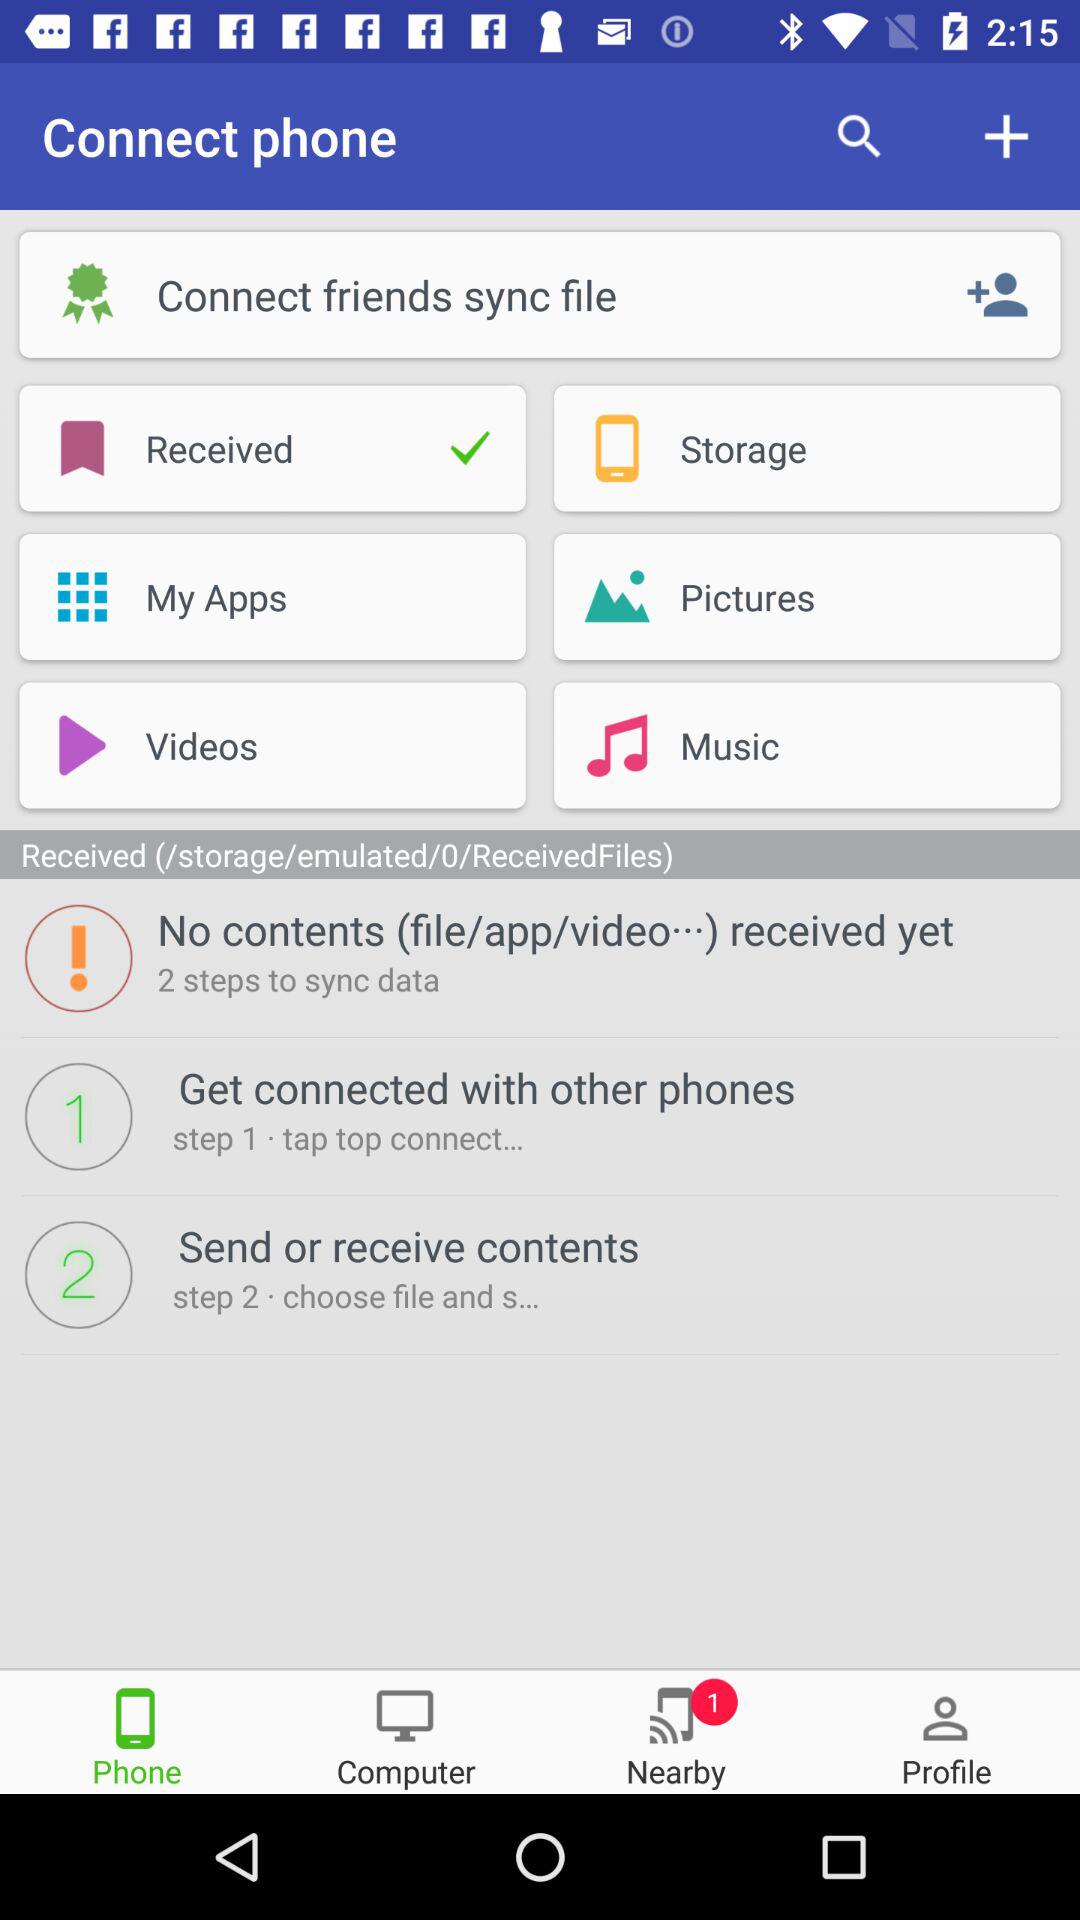 2:15
Connect phone
Connect friends sync file
Received
Storage
My Apps
Pictures
Videos
Music
Received (/storage/emulated/0/ReceivedFiles)
No contents (file/app/video···) received yet
2 steps to sync data
1
Get connected with other phones
step 1 · tap top connect...
2
Send or receive contents
step 2 · choose file and s...
1
Phone
Computer
Nearby
Profile